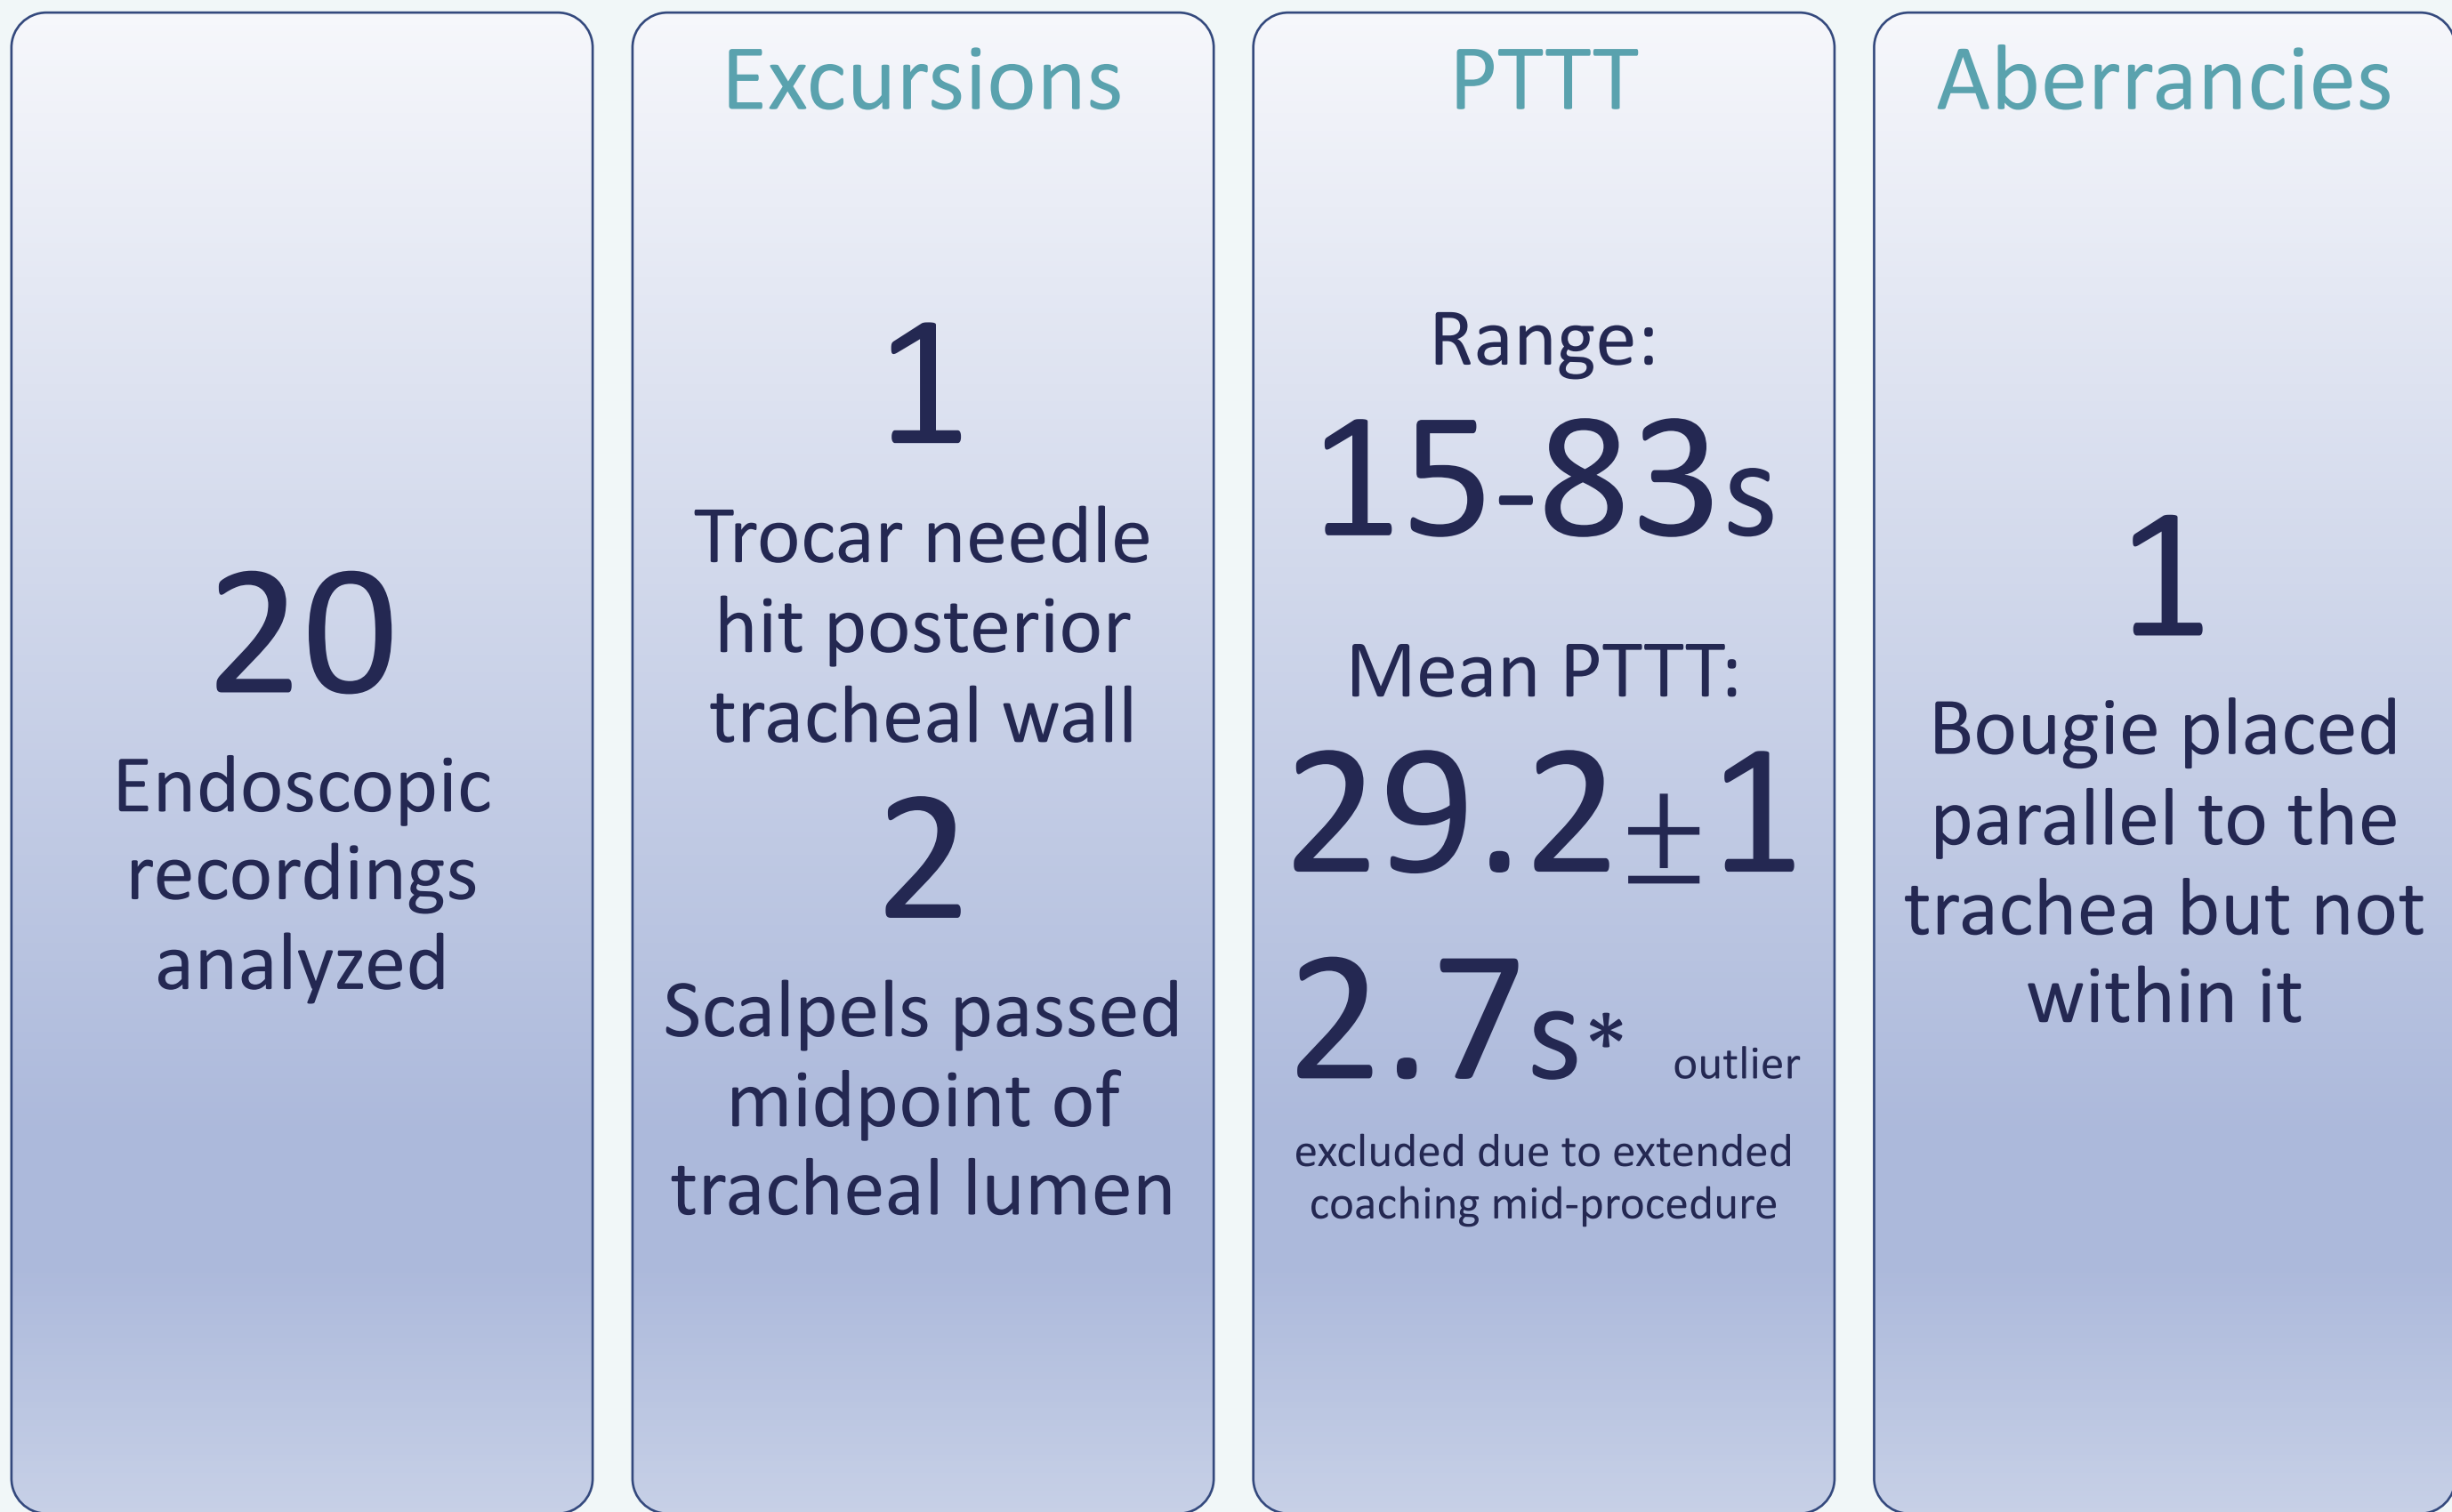 20
Endoscopic
recordings
analyzed
Excursions
1
Trocar needle
hit posterior
tracheal wall
2
Scalpels passed
midpoint of
tracheal lumen
PTTT
Range:
15-83s
Mean PTTT:
29.2±1
2.7s* outlier
excluded due to extended
coaching mid-procedure
Aberrancies
1
Bougie placed
parallel to the
trachea but not
within it